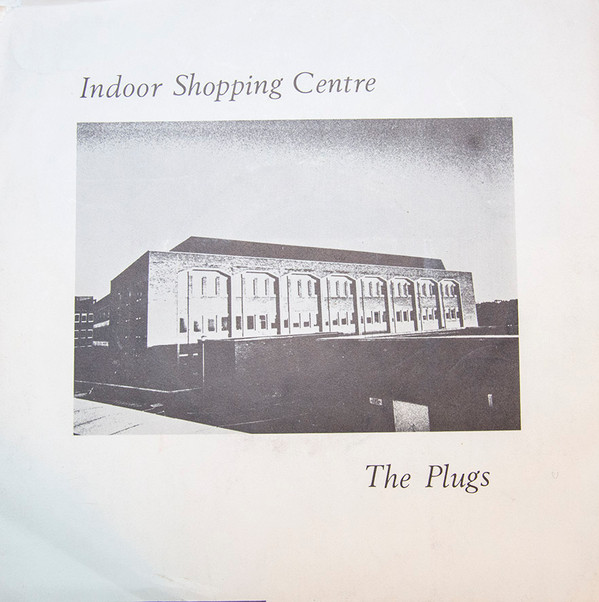 Indoor Shopping Centre
The Plugs